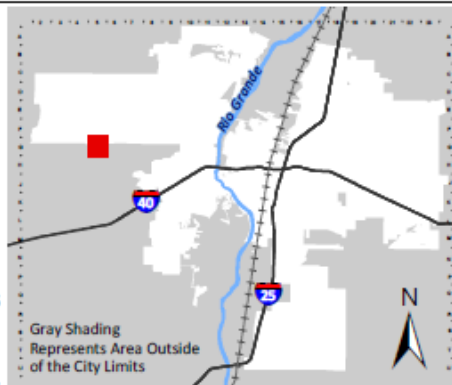 Rio Grande
40
25
N
Gray Shading
Represents Area Outside
of the City Limits